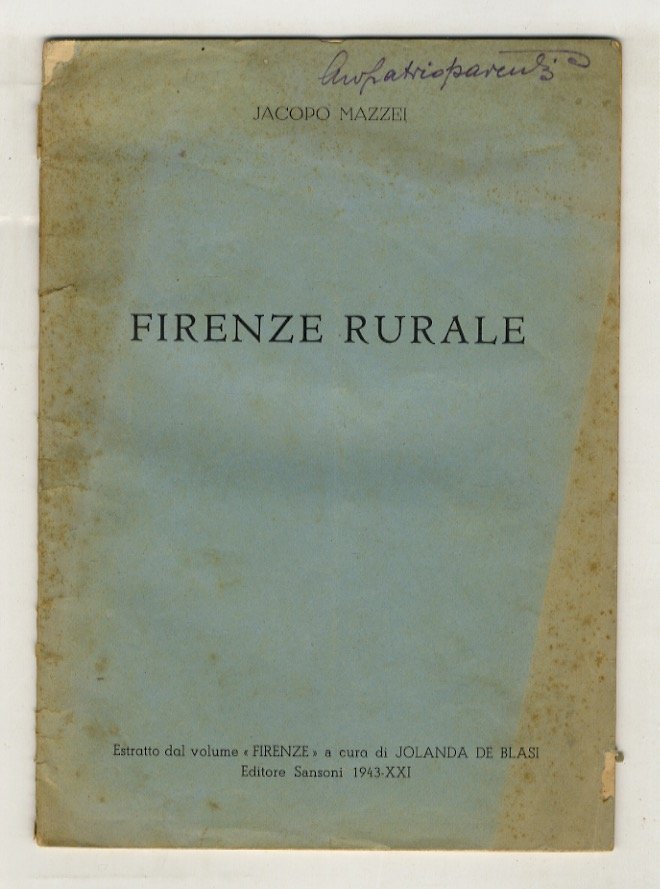 JACOPO MAZZEI
FIRENZE RURALE
Estratto dal volume « FIRENZE » a cura di JOLANDA DE BLASI
Editore Sansoni 1943-XXI